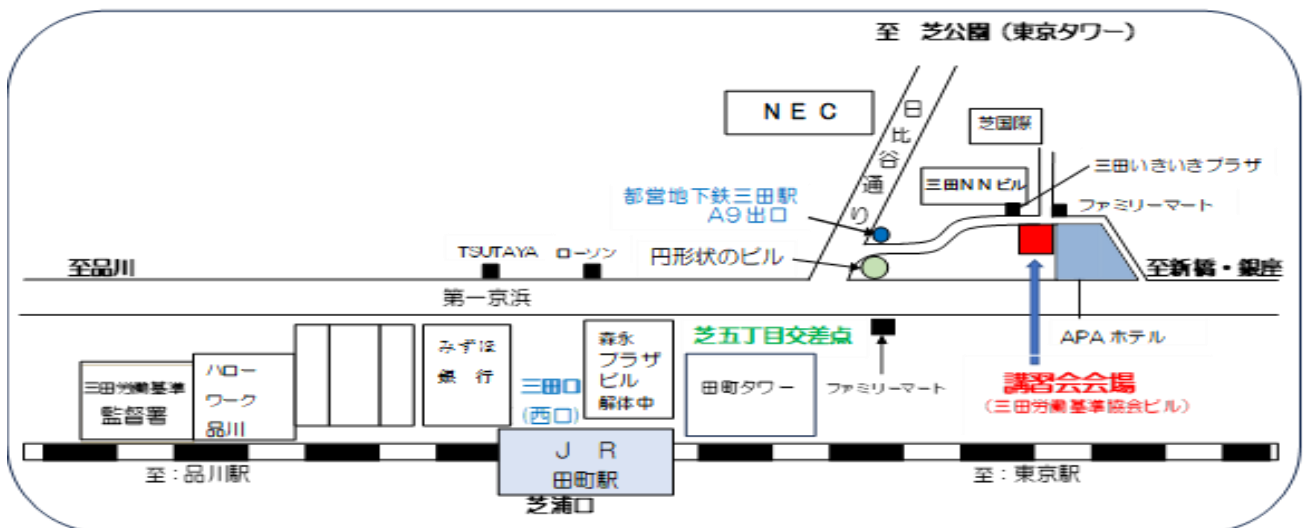 至 芝公園(東京タワー)
NEC
日比谷通り
芝国際
三田いきいきプラザ
三田NNビル
ファミリーマート
都営地下鉄三田駅
A9出口
TSUTAYA
ローソン
円形状のビル
至品川
至新橋・銀座
第一京浜
芝五丁目交差点
APAホテル
ファミリーマート
講習会会場
(三田労働基準協会ビル)
三田労働基準
監督署
ハロー
ワーク
品川
みずほ
銀行
三田口
(西口)
森永
プラザ
ビル
解体中
田町タワー
JR
田町駅
至:品川駅
至:東京駅
芝浦口